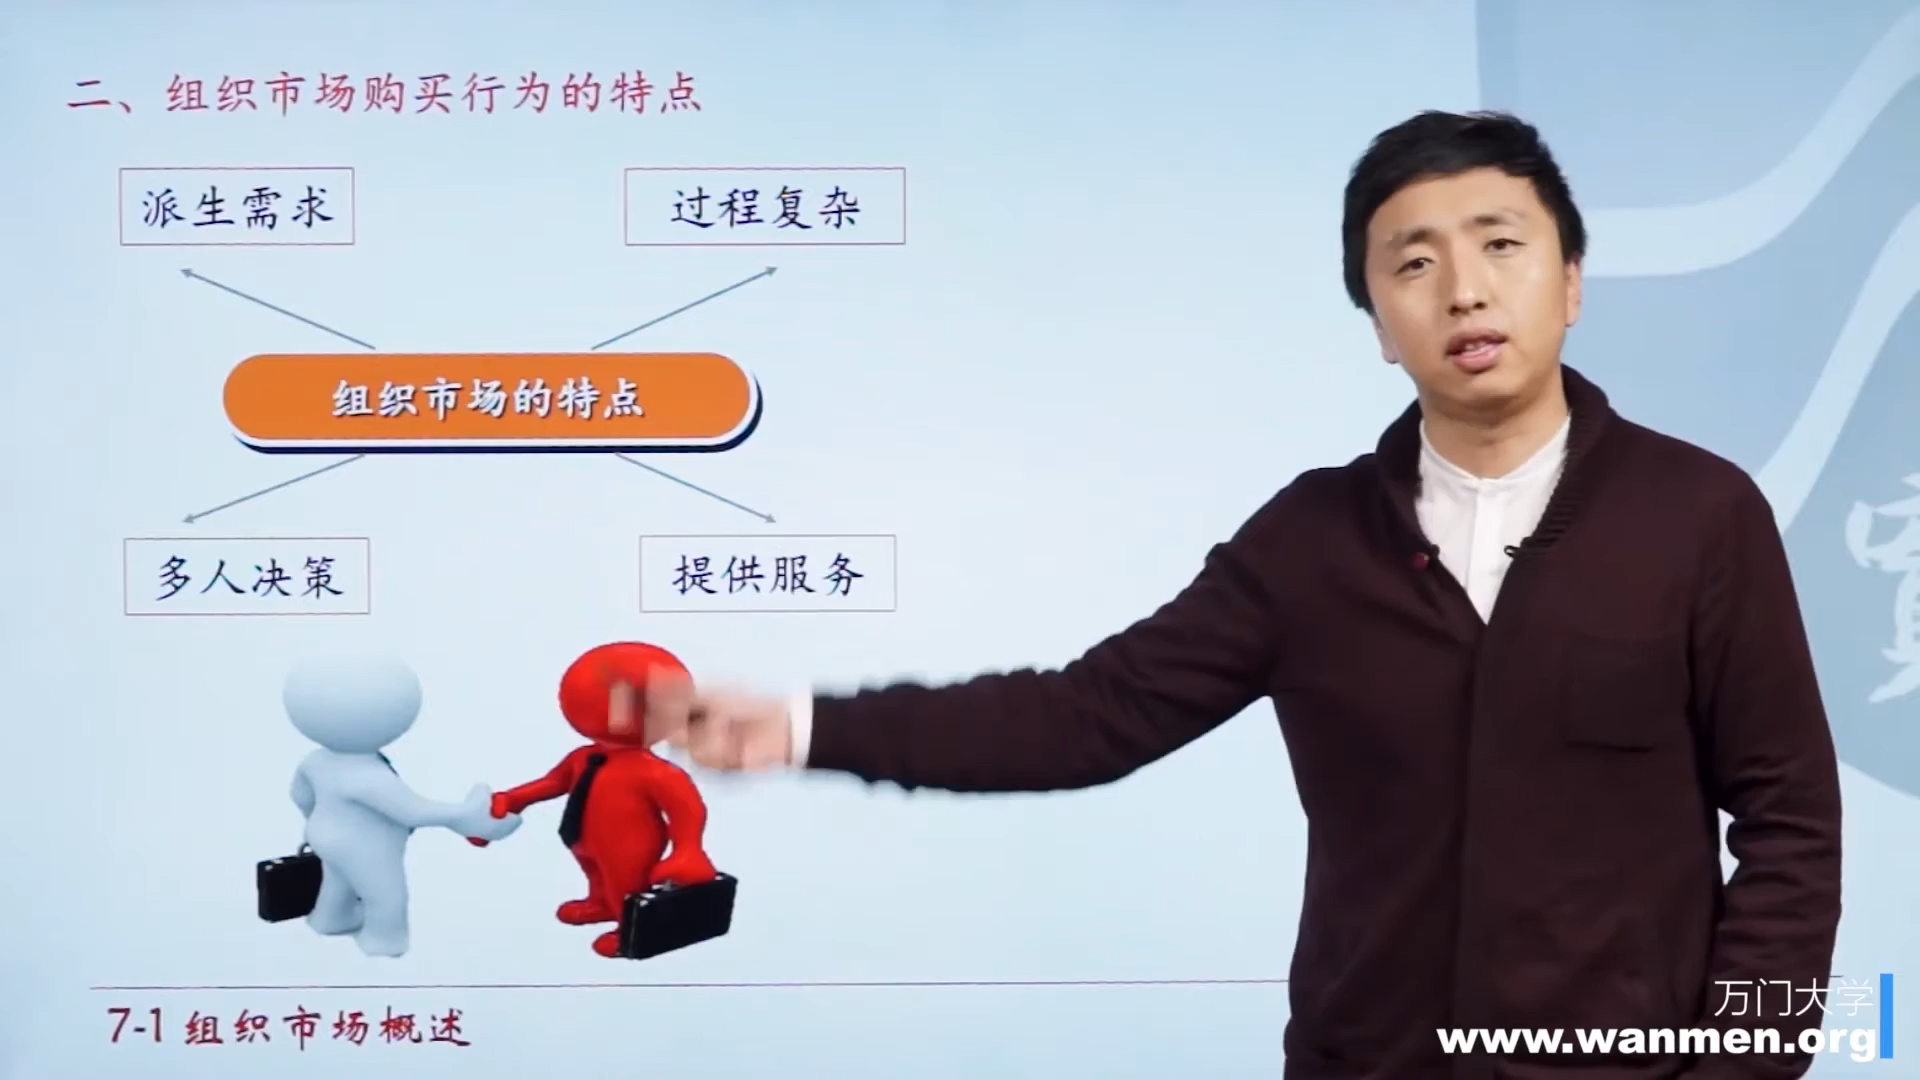 二、组织市场购买行为的特点
派生需求
过程复杂
组织市场的特点
多人决策
提供服务
7-1 组织市场概述
万门大学
www.wanmen.org